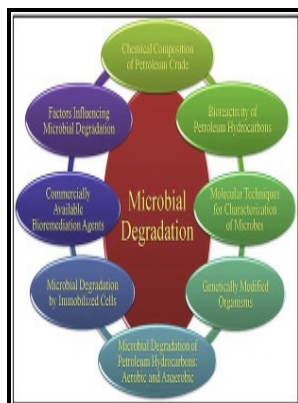 Chemical Composition
of Petroleum Crude
Bioreactivity of
Petroleum Hydrocarbons
Molecular Techniques
for Characterization
of Microbes
Genetically Modified
Organisms
Microbial Degradation of
Petroleum Hydrocarbons:
Aerobic and Anaerobic
Microbial Degradation
by Immobilized Cells
Commercially
Available
Bioremediation Agents
Factors Influencing
Microbial Degradation
Microbial
Degradation